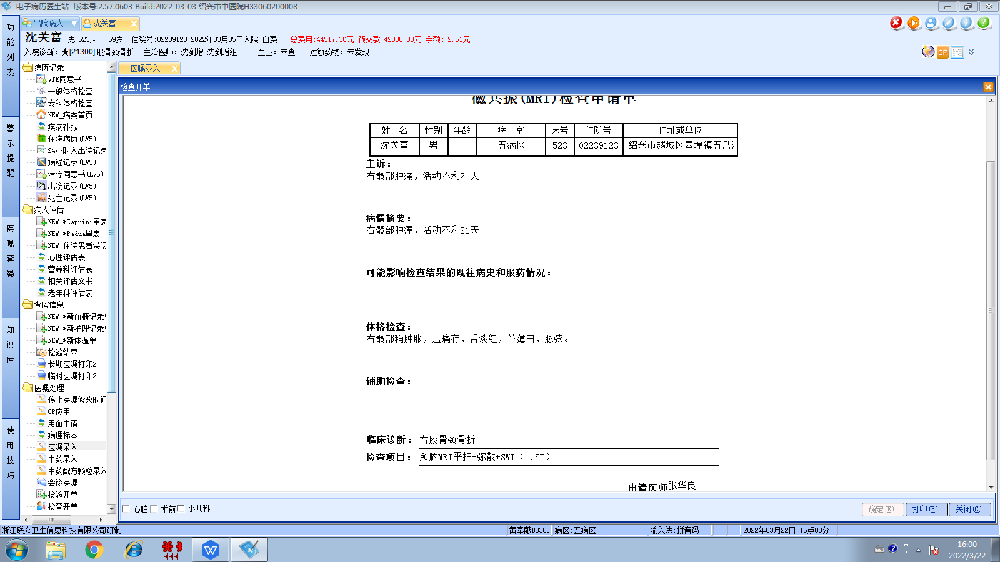 电子病历医生站 版本号:2.57.0603 Build:2022-03-03 绍兴市中医院H33060200008
出院病人
沈关富
沈关富 男 523床 59岁 住院号:02239123 2022年03月05日入院 自费 总费用:44517.36元 预交款:42000.00元 余额: 2.51元
入院诊断: ★[21300]股骨颈骨折 主治医师: 沈剑增 沈剑增组 血型: 未查 过敏药物: 未发现
CP
功能列表
警示提醒
医嘱套餐
知识库
使用技巧
病历记录
VTE同意书
一般体格检查
专科体格检查
NEW_病案首页
疾病补报
住院病历(LV5)
24小时入出院记录
病程记录(LV5)
治疗同意书(LV5)
出院记录(LV5)
死亡记录(LV5)
病人评估
NEW_*Caprini量表
NEW_*Padua量表
NEW_住院患者误吸
心理评估表
营养科评估表
相关评估文书
老年科评估表
查房信息
NEW_*新血糖记录单
NEW_*新护理记录单
NEW_*新体温单
检验结果
长期医嘱打印2
临时医嘱打印2
医嘱处理
停止医嘱修改时间
CP应用
用血申请
病理标本
医嘱录入
中药录入
中药配方颗粒录入
会诊医嘱
检验开单
检查开单
医嘱录入
检查开单
磁共振(MRI)检查申请单
姓 名 性别 年龄 病 室 床号 住院号 住址或单位
沈关富 男 五病区 523 02239123 绍兴市越城区皋埠镇五爪
主诉:
右髋部肿痛，活动不利21天
病情摘要:
右髋部肿痛，活动不利21天
可能影响检查结果的既往病史和服药情况:
体格检查:
右髋部稍肿胀，压痛存，舌淡红，苔薄白，脉弦。
辅助检查:
临床诊断: 右股骨颈骨折
检查项目: 颅脑MRI平扫+弥散+SWI（1.5T）
申请医师 张华良
心脏 术前 小儿科
确定(E) 打印(P) 关闭(C)
浙江联众卫生信息科技有限公司研制 黄奉献D3306 病区:五病区 输入法:拼音码 2022年03月22日 16点03分
16:00
2022/3/22